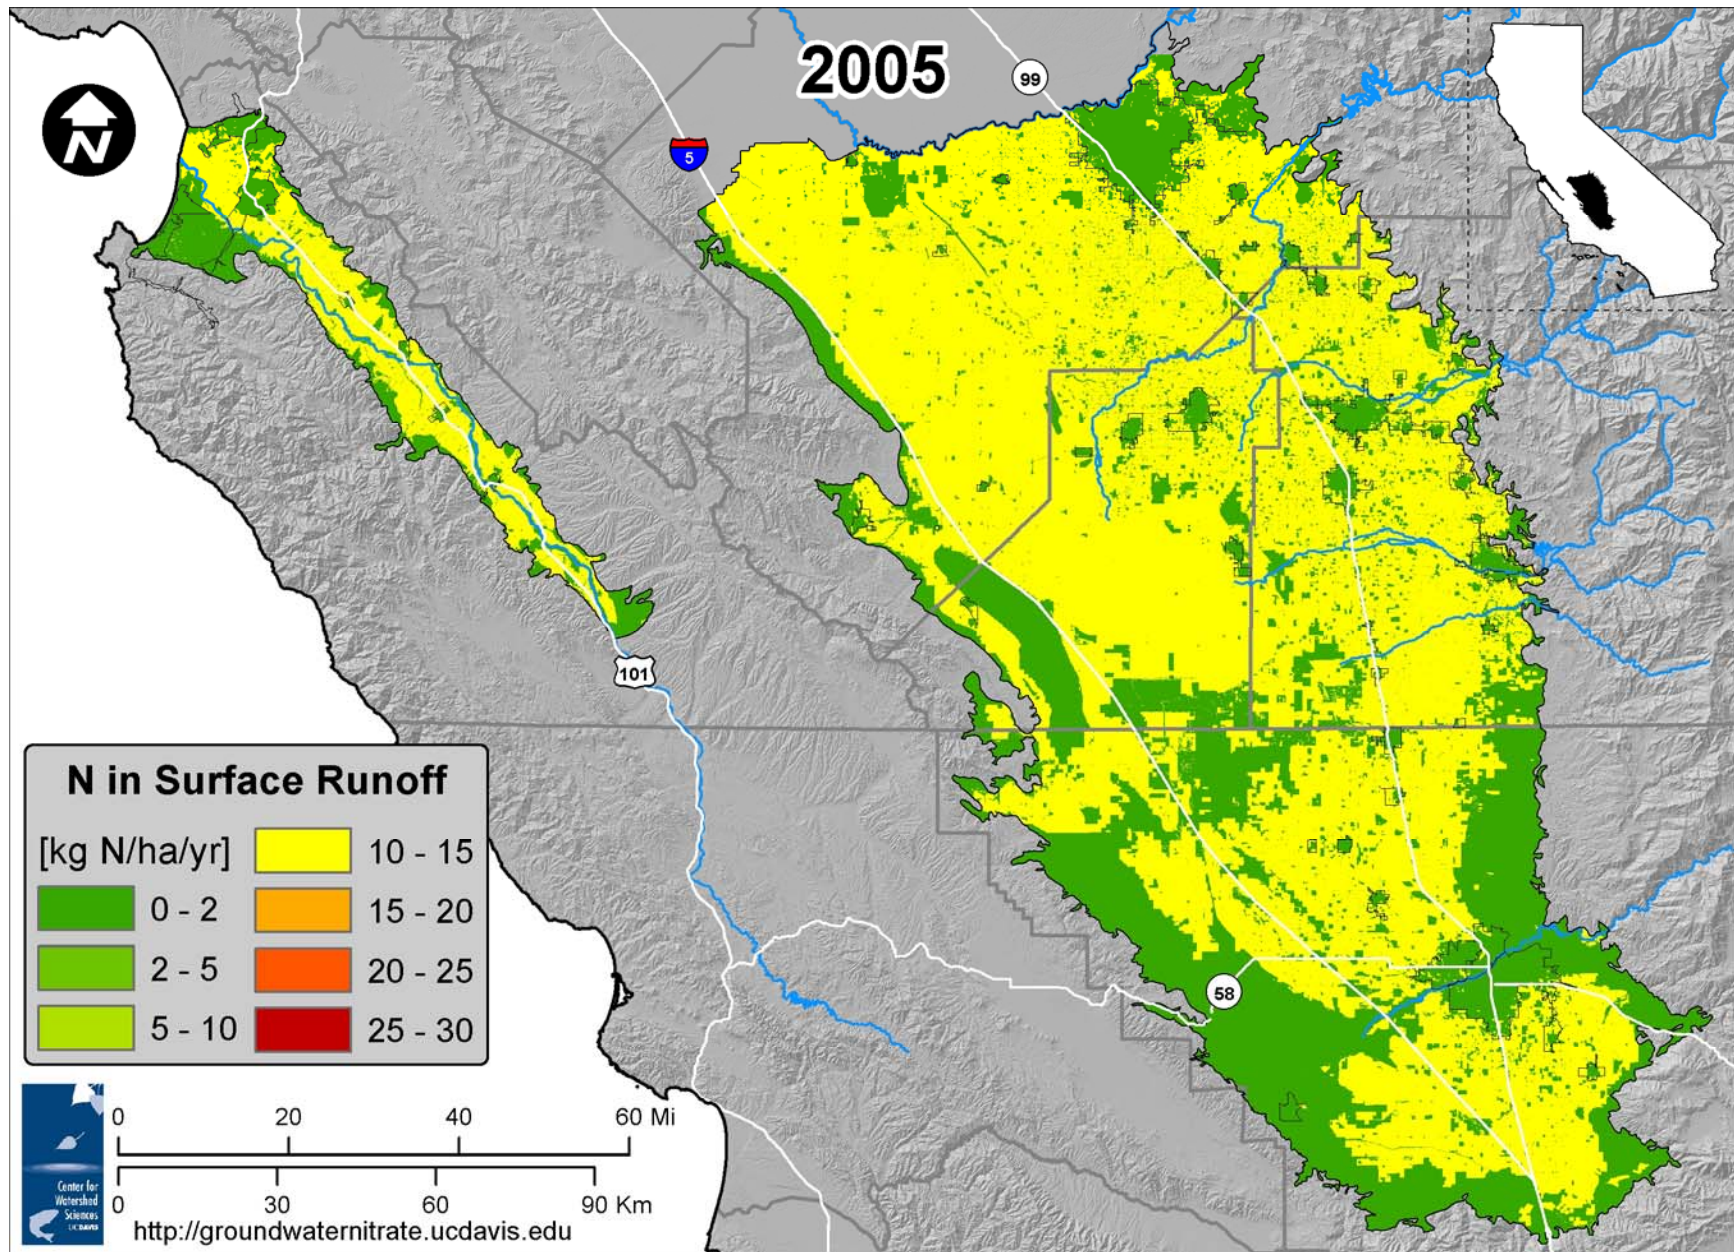 2005
N
99
5
101
58
N in Surface Runoff
[kg N/ha/yr]
0 - 2
2 - 5
5 - 10
10 - 15
15 - 20
20 - 25
25 - 30
0 20 40 60 Mi
0 30 60 90 Km
Center for
Watershed
Sciences
UC DAVIS
http://groundwaternitrate.ucdavis.edu